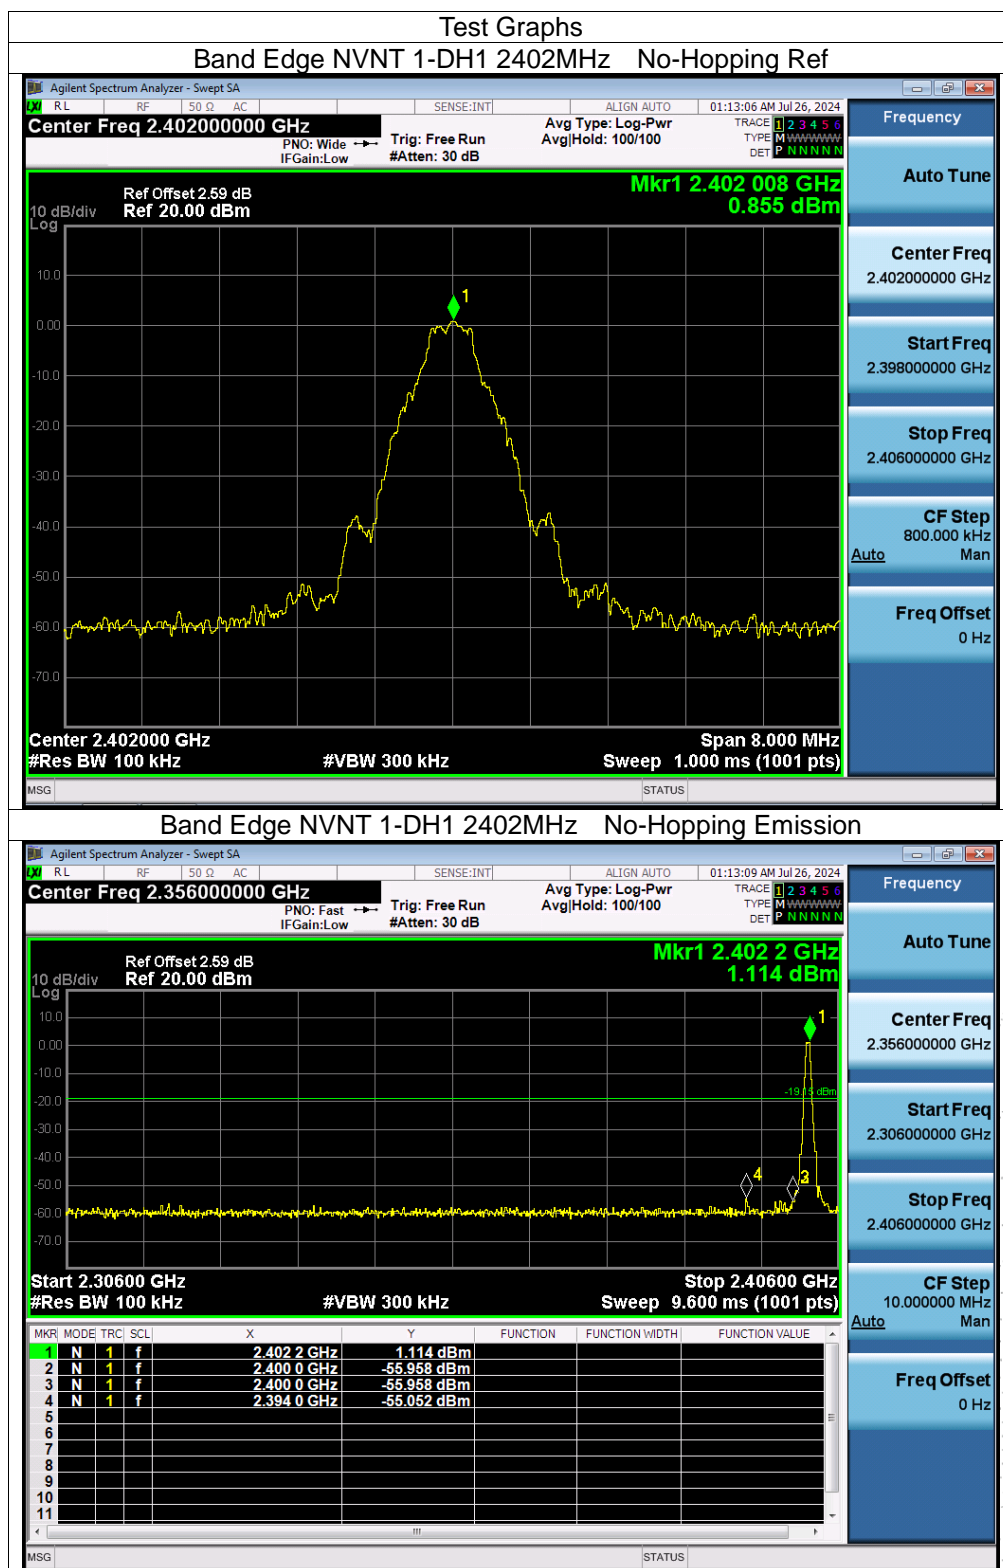 Test Graphs
Band Edge NVNT 1-DH1 2402MHz No-Hopping Ref
Agilent Spectrum Analyzer - Swept SA
LXI RL RF 50 Ω AC SENSE:INT ALIGN AUTO 01:13:06 AM Jul 26, 2024
Center Freq 2.402000000 GHz
PNO: Wide
IFGain:Low
Trig: Free Run
#Atten: 30 dB
Avg Type: Log-Pwr
Avg|Hold: 100/100
TRACE 1 2 3 4 5 6
TYPE M WWWWW
DET P N N N N N
Frequency
Auto Tune
Center Freq
2.402000000 GHz
Start Freq
2.398000000 GHz
Stop Freq
2.406000000 GHz
CF Step
800.000 kHz
Auto Man
Freq Offset
0 Hz
Mkr1 2.402 008 GHz
0.855 dBm
Ref Offset 2.59 dB
10 dB/div Ref 20.00 dBm
Log
1
10.0
0.00
-10.0
-20.0
-30.0
-40.0
-50.0
-60.0
-70.0
Center 2.402000 GHz Span 8.000 MHz
#Res BW 100 kHz #VBW 300 kHz Sweep 1.000 ms (1001 pts)
MSG STATUS
Band Edge NVNT 1-DH1 2402MHz No-Hopping Emission
Agilent Spectrum Analyzer - Swept SA
LXI RL RF 50 Ω AC SENSE:INT ALIGN AUTO 01:13:09 AM Jul 26, 2024
Center Freq 2.356000000 GHz
PNO: Fast
IFGain:Low
Trig: Free Run
#Atten: 30 dB
Avg Type: Log-Pwr
Avg|Hold: 100/100
TRACE 1 2 3 4 5 6
TYPE M WWWWW
DET P N N N N N
Frequency
Auto Tune
Center Freq
2.356000000 GHz
Start Freq
2.306000000 GHz
Stop Freq
2.406000000 GHz
CF Step
10.000000 MHz
Auto Man
Freq Offset
0 Hz
Mkr1 2.402 2 GHz
1.114 dBm
Ref Offset 2.59 dB
10 dB/div Ref 20.00 dBm
Log
10.0
0.00
-10.0
-20.0
-30.0
-40.0
-50.0
-60.0
-70.0
1
-19.15 dBm
4
Start 2.30600 GHz Stop 2.40600 GHz
#Res BW 100 kHz #VBW 300 kHz Sweep 9.600 ms (1001 pts)
MKR MODE TRC SCL X Y FUNCTION FUNCTION WIDTH FUNCTION VALUE
1 N 1 f 2.402 2 GHz 1.114 dBm
2 N 1 f 2.400 0 GHz -55.958 dBm
3 N 1 f 2.400 0 GHz -55.958 dBm
4 N 1 f 2.394 0 GHz -55.052 dBm
5
6
7
8
9
10
11
MSG STATUS